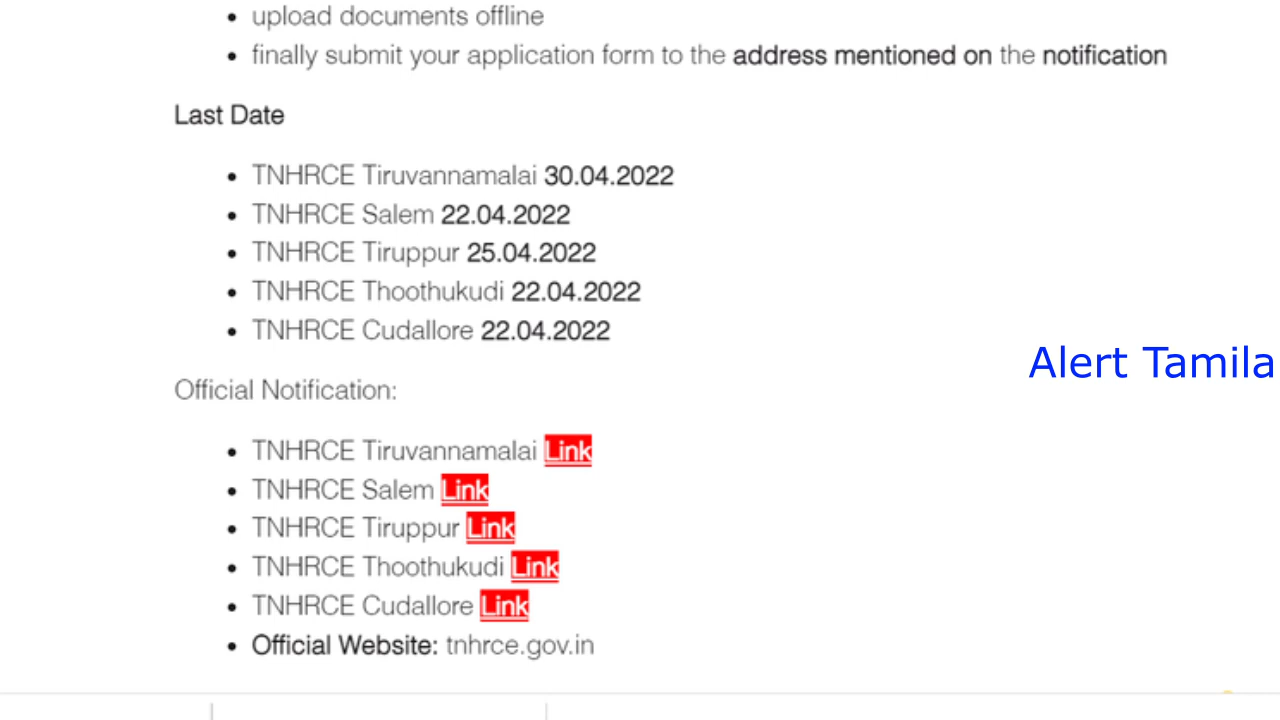 upload documents offline
finally submit your application form to the address mentioned on the notification
Last Date
TNHRCE Tiruvannamalai 30.04.2022
TNHRCE Salem 22.04.2022
TNHRCE Tiruppur 25.04.2022
TNHRCE Thoothukudi 22.04.2022
TNHRCE Cudallore 22.04.2022
Alert Tamila
Official Notification:
TNHRCE Tiruvannamalai Link
TNHRCE Salem Link
TNHRCE Tiruppur Link
TNHRCE Thoothukudi Link
TNHRCE Cudallore Link
Official Website: tnhrce.gov.in